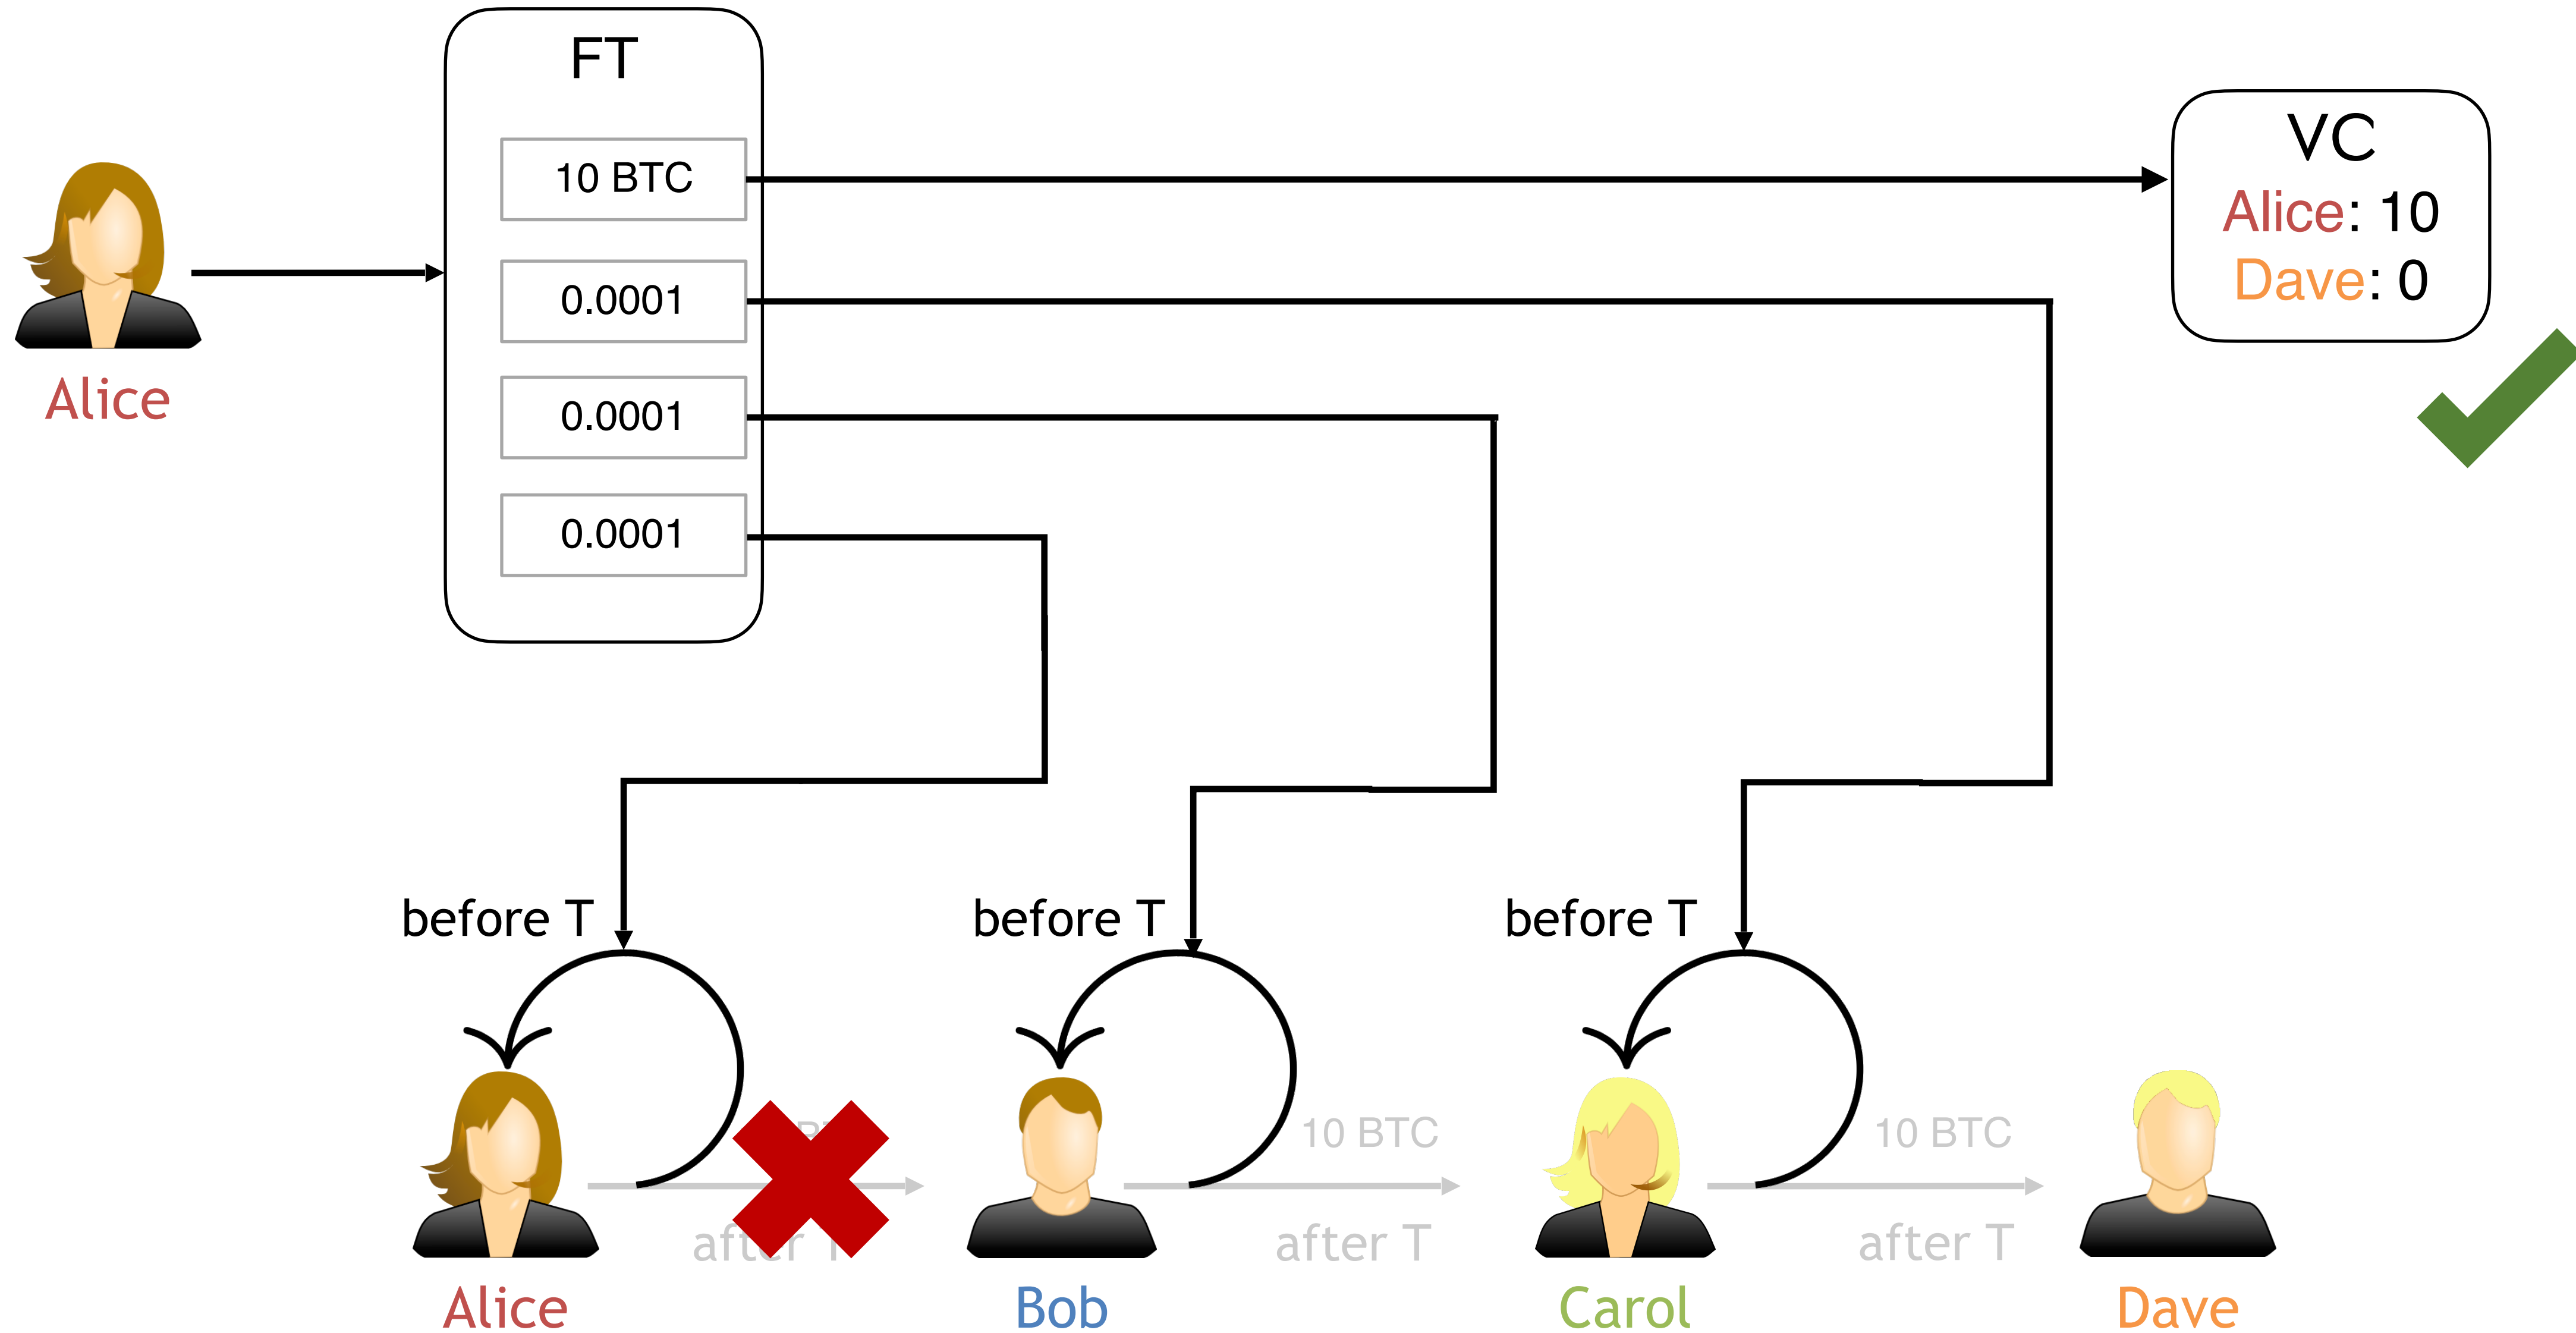 FT
10 BTC
0.0001
0.0001
0.0001
VC
Alice: 10
Dave: 0
Alice
before T
before T
before T
10 BTC
10 BTC
after T
after T
after T
Alice
Bob
Carol
Dave